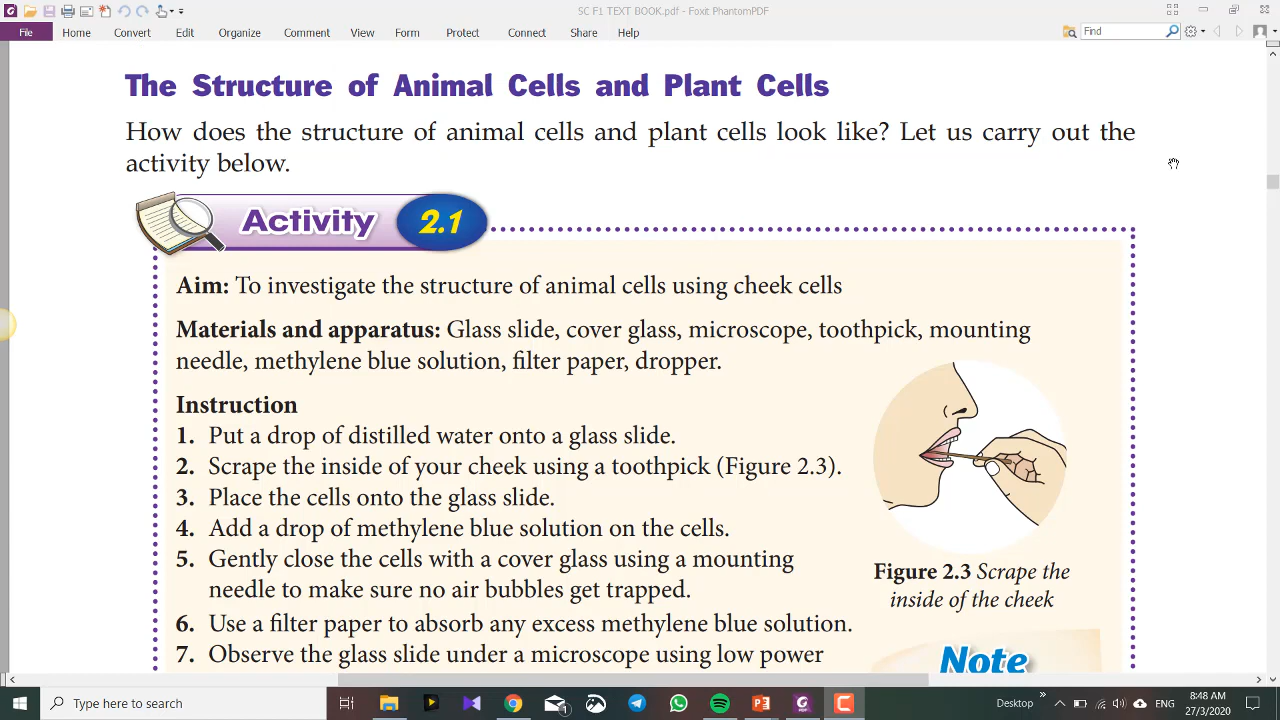 SC F1 TEXT BOOK.pdf - Foxit PhantomPDF
File Home Convert Edit Organize Comment View Form Protect Connect Share Help Find
The Structure of Animal Cells and Plant Cells
How does the structure of animal cells and plant cells look like? Let us carry out the
activity below.
Activity 2.1
Aim: To investigate the structure of animal cells using cheek cells
Materials and apparatus: Glass slide, cover glass, microscope, toothpick, mounting
needle, methylene blue solution, filter paper, dropper.
Instruction
1. Put a drop of distilled water onto a glass slide.
2. Scrape the inside of your cheek using a toothpick (Figure 2.3).
3. Place the cells onto the glass slide.
4. Add a drop of methylene blue solution on the cells.
5. Gently close the cells with a cover glass using a mounting
needle to make sure no air bubbles get trapped.
6. Use a filter paper to absorb any excess methylene blue solution.
7. Observe the glass slide under a microscope using low power
Figure 2.3 Scrape the
inside of the cheek
Note
Type here to search
Desktop
ENG
8:48 AM
27/3/2020